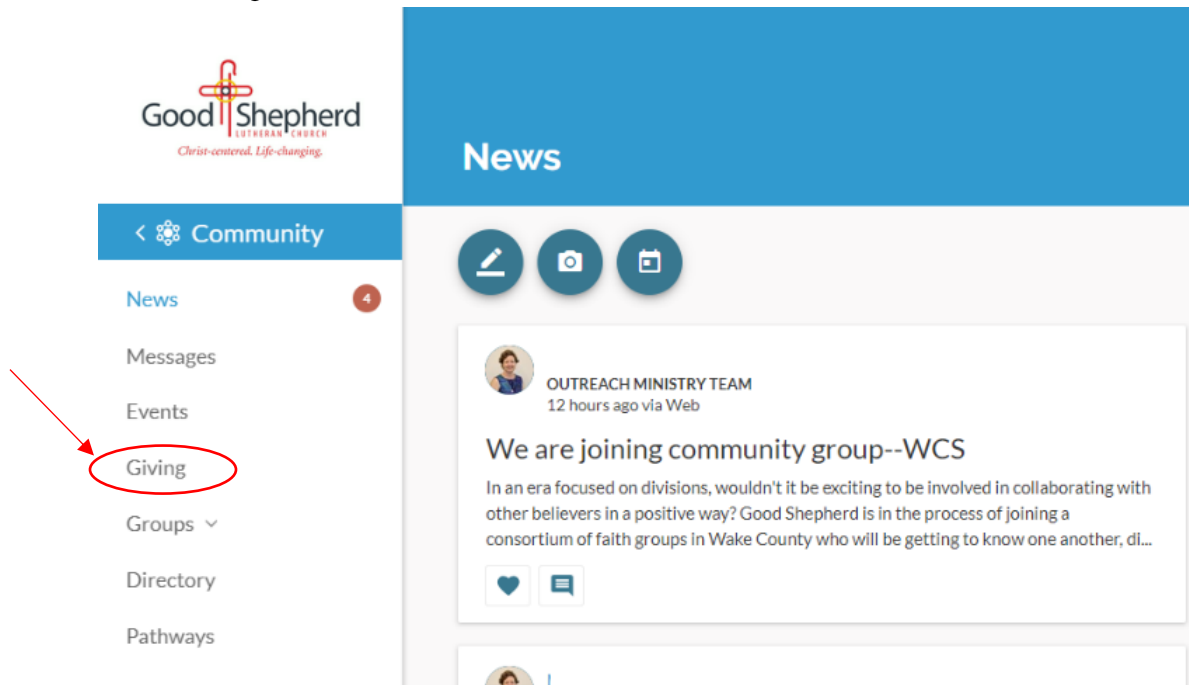 Good Shepherd
LUTHERAN CHURCH
Christ-centered. Life-changing.
News
Community
News 4
Messages
Events
Giving
Groups
Directory
Pathways
OUTREACH MINISTRY TEAM
12 hours ago via Web
We are joining community group--WCS
In an era focused on divisions, wouldn't it be exciting to be involved in collaborating with
other believers in a positive way? Good Shepherd is in the process of joining a
consortium of faith groups in Wake County who will be getting to know one another, di...